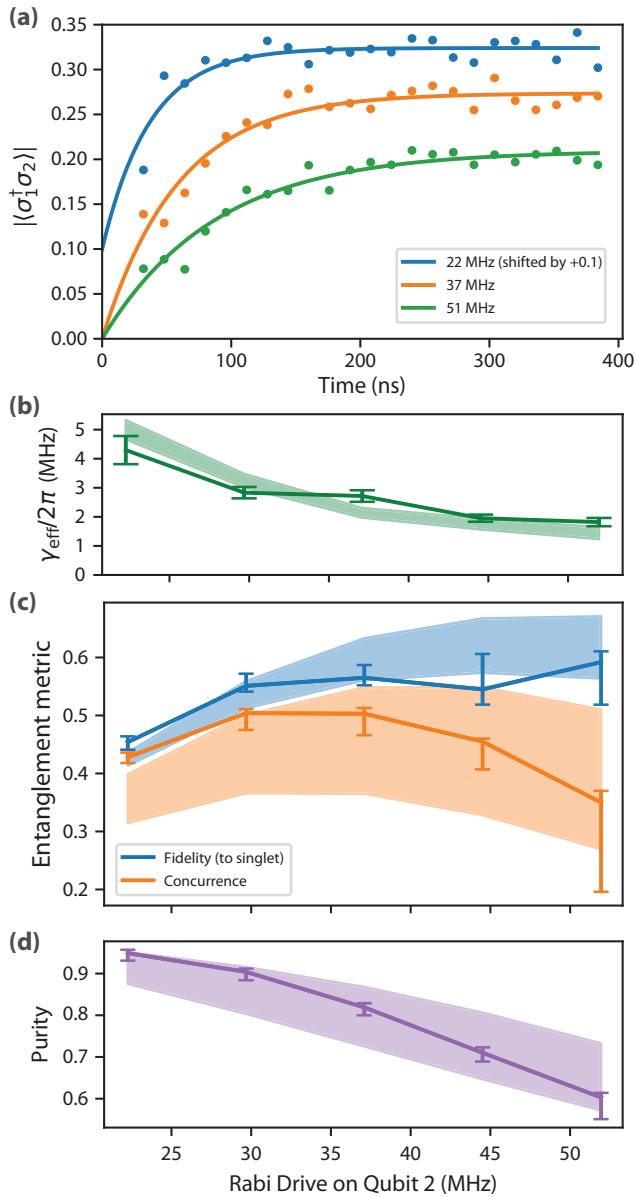 (a)
0.35
0.30
0.25
0.20
0.15
0.10
0.05
0.00
|⟨σ₁†σ₂⟩|
22 MHz (shifted by +0.1)
37 MHz
51 MHz
0 100 200 300 400
Time (ns)
(b)
5
4
3
2
1
0
γeff/2π (MHz)
(c)
0.6
0.5
0.4
0.3
0.2
Entanglement metric
Fidelity (to singlet)
Concurrence
(d)
0.9
0.8
0.7
0.6
Purity
25 30 35 40 45 50
Rabi Drive on Qubit 2 (MHz)